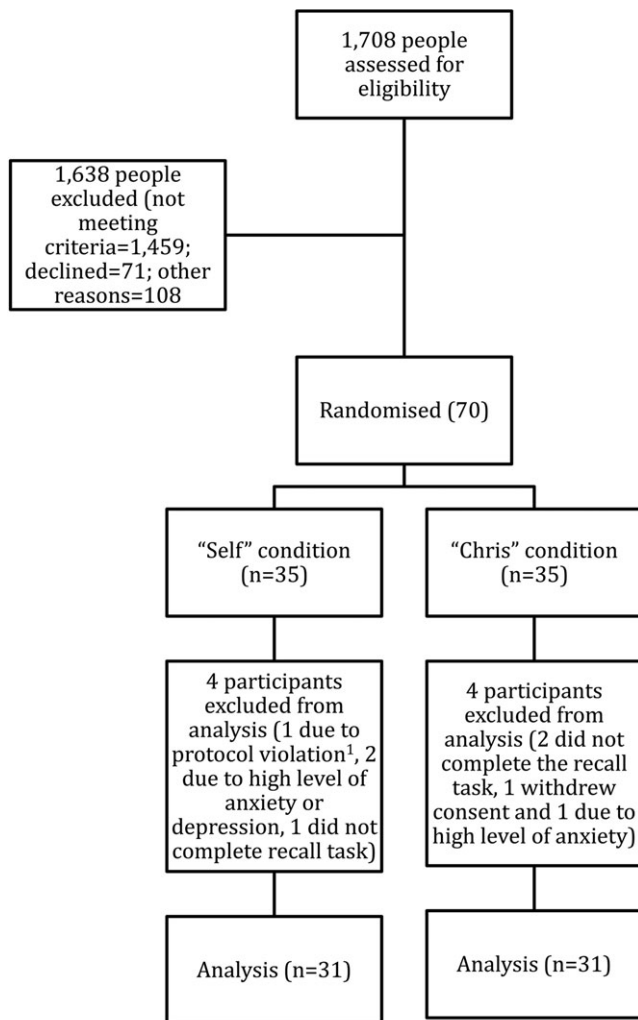 1,708 people
assessed for
eligibility
1,638 people
excluded (not
meeting
criteria=1,459;
declined=71; other
reasons=108
Randomised (70)
“Self” condition
(n=35)
“Chris” condition
(n=35)
4 participants
excluded from
analysis (1 due to
protocol violation¹, 2
due to high level of
anxiety or
depression, 1 did not
complete recall task)
4 participants
excluded from
analysis (2 did not
complete the recall
task, 1 withdrew
consent and 1 due to
high level of anxiety)
Analysis (n=31)
Analysis (n=31)